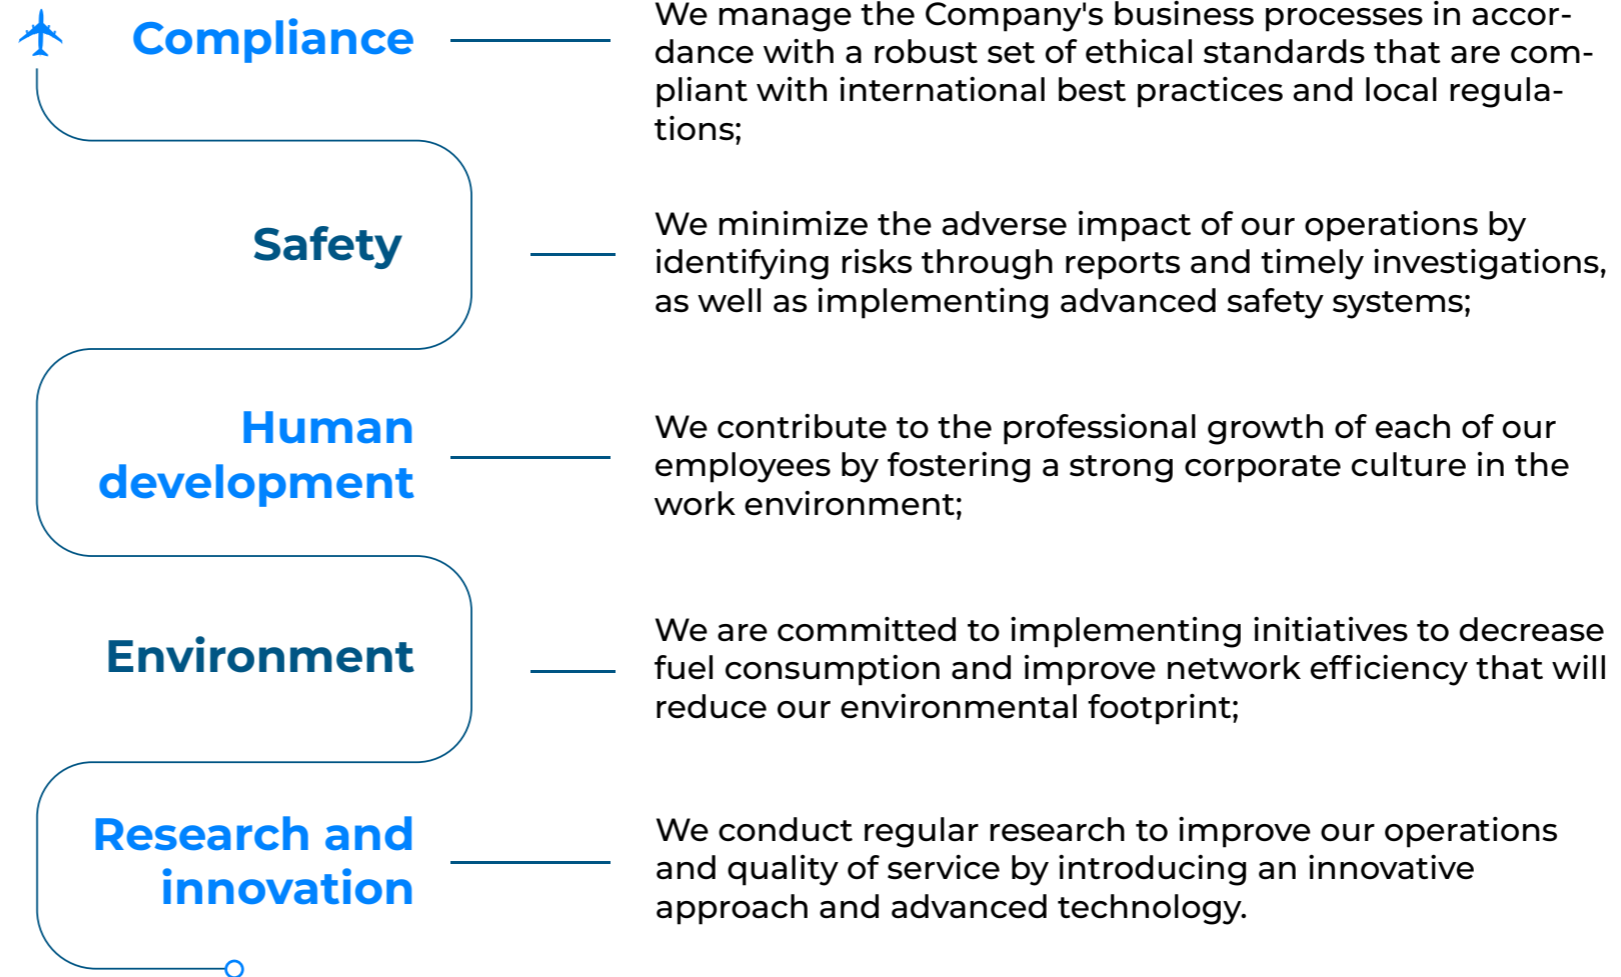 Compliance
We manage the Company's business processes in accor-
dance with a robust set of ethical standards that are com-
pliant with international best practices and local regula-
tions;
Safety
We minimize the adverse impact of our operations by
identifying risks through reports and timely investigations,
as well as implementing advanced safety systems;
Human
development
We contribute to the professional growth of each of our
employees by fostering a strong corporate culture in the
work environment;
Environment
We are committed to implementing initiatives to decrease
fuel consumption and improve network efficiency that will
reduce our environmental footprint;
Research and
innovation
We conduct regular research to improve our operations
and quality of service by introducing an innovative
approach and advanced technology.